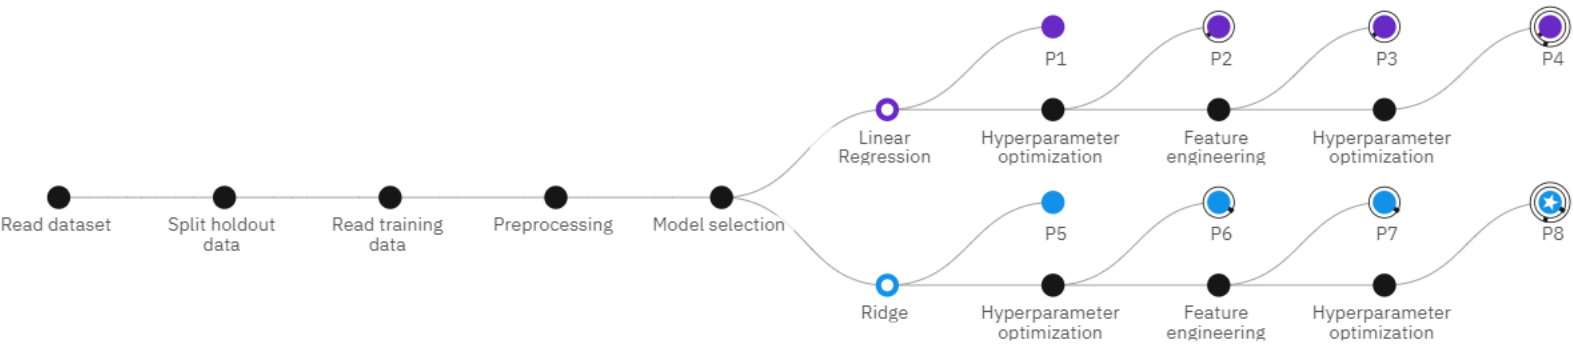 P1
P2
P3
P4
Linear
Regression
Hyperparameter
optimization
Feature
engineering
Hyperparameter
optimization
Read dataset
Split holdout
data
Read training
data
Preprocessing
Model selection
P5
P6
P7
P8
Ridge
Hyperparameter
optimization
Feature
engineering
Hyperparameter
optimization